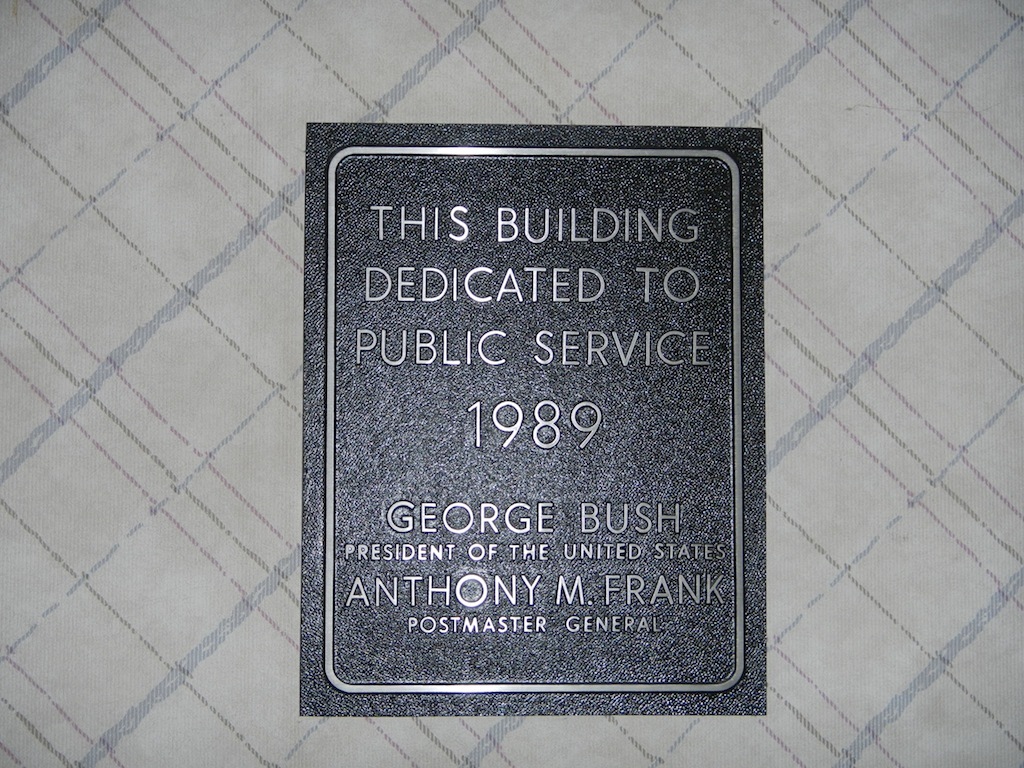 THIS BUILDING
DEDICATED TO
PUBLIC SERVICE
1989
GEORGE BUSH
PRESIDENT OF THE UNITED STATES
ANTHONY M. FRANK
POSTMASTER GENERAL